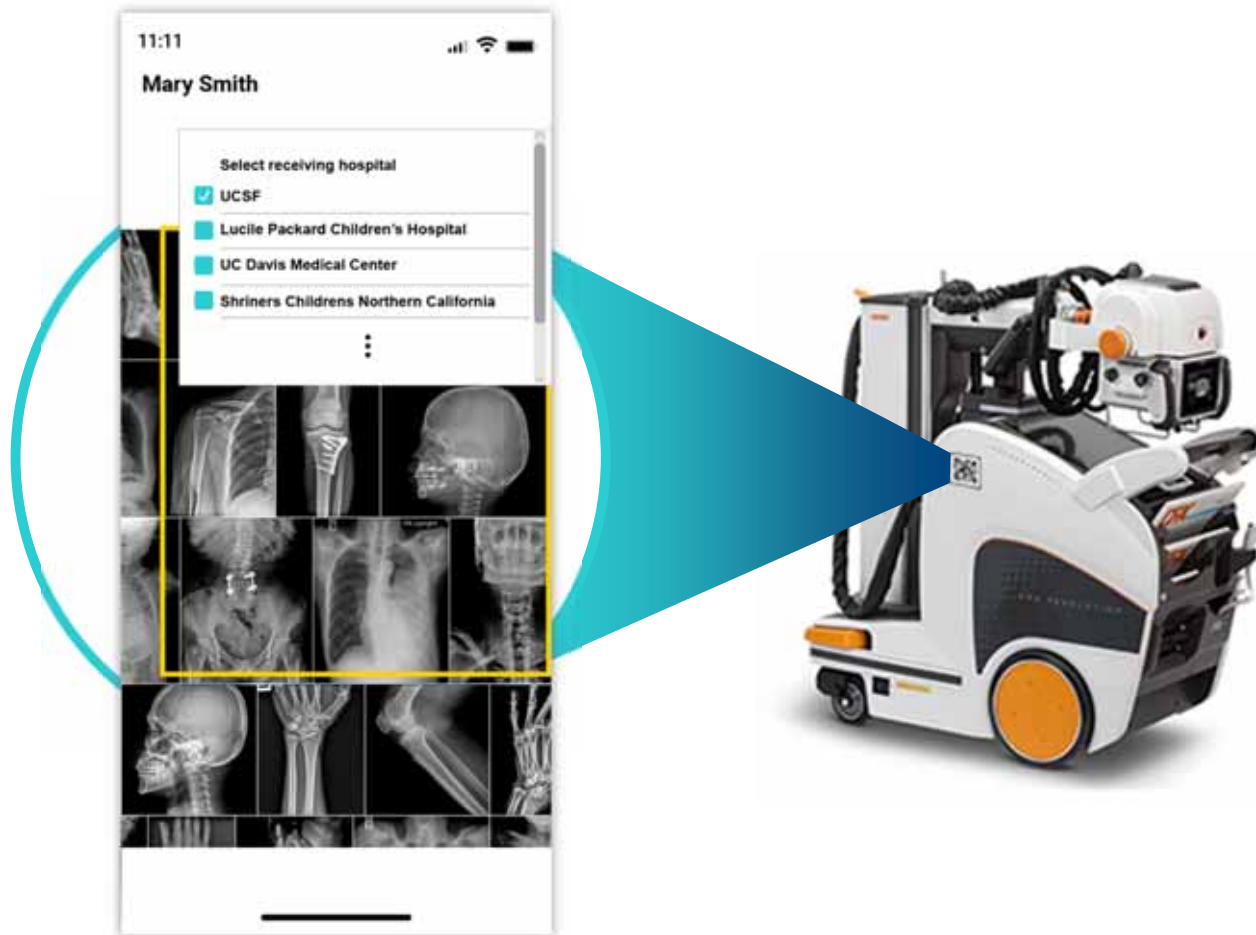 11:11
Mary Smith
Select receiving hospital
UCSF
Lucile Packard Children's Hospital
UC Davis Medical Center
Shriners Childrens Northern California